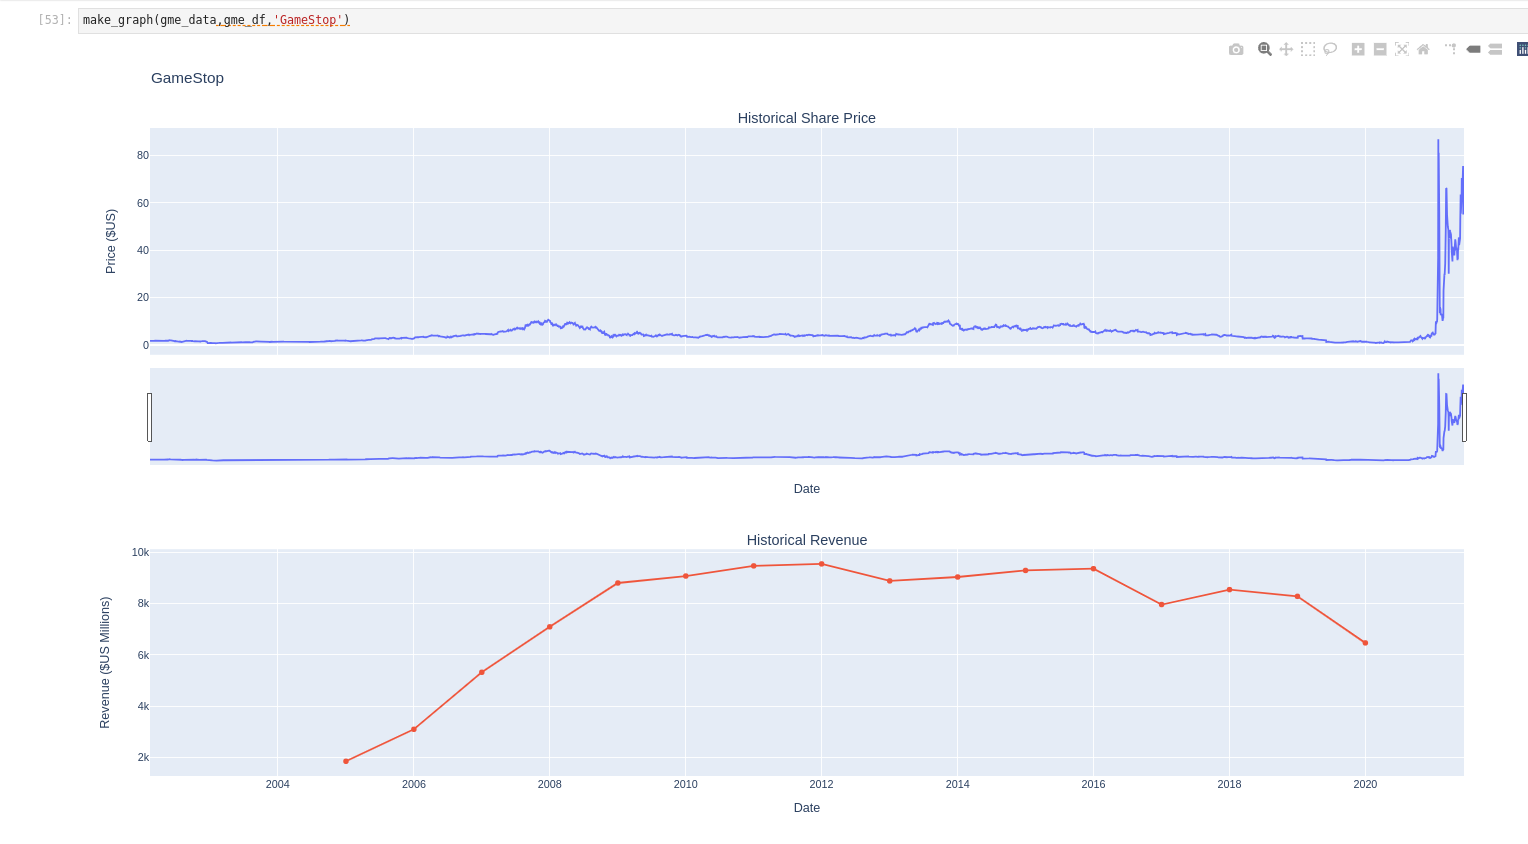 [53]: make_graph(gme_data,gme_df,'GameStop')
GameStop
Historical Share Price
80
60
40
20
0
Price ($US)
Date
Historical Revenue
10k
8k
6k
4k
2k
Revenue ($US Millions)
2004 2006 2008 2010 2012 2014 2016 2018 2020
Date